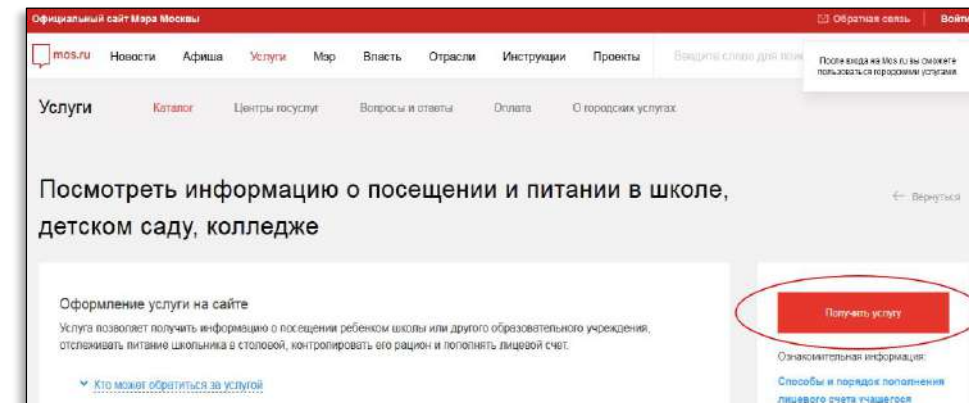 Официальный сайт Мэра Москвы
Обратная связь Войти
mos.ru Новости Афиша Услуги Мэр Власть Отрасли Инструкции Проекты Введите слово для
После входа на Mos.ru вы сможете
пользоваться городскими услугами
Услуги Каталог Центры госуслуг Вопросы и ответы Оплата О городских услугах
Посмотреть информацию о посещении и питании в школе,
детском саду, колледже
Вернуться
Оформление услуги на сайте
Услуга позволяет получить информацию о посещении ребенком школы или другого образовательного учреждения,
отслеживать питание школьника в столовой, контролировать его рацион и пополнять лицевой счет.
Кто может обратиться за услугой
Получить услугу
Ознакомительная информация:
Способы и порядок пополнения
лицевого счета учащегося